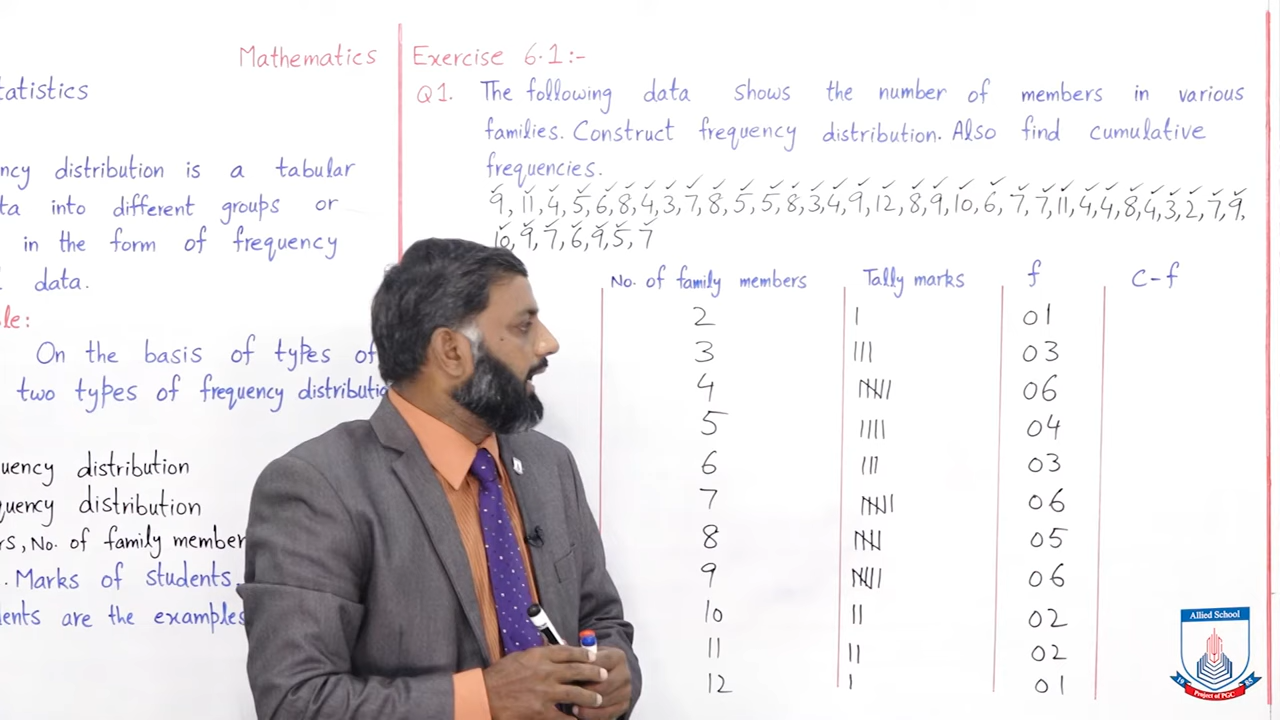 Mathematics
tatistics
ncy distribution is a tabular
ta into different groups or
in the form of frequency
data.
le:
On the basis of types of
two types of frequency distributio
uency distribution
quency distribution
rs, No. of family member
. Marks of students,
dents are the examples
Exercise 6.1:-
Q1. The following data shows the number of members in various
families. Construct frequency distribution. Also find cumulative
frequencies.
9, 11, 4, 5, 6, 8, 4, 3, 7, 8, 5, 5, 8, 3, 4, 9, 12, 8, 9, 10, 6, 7, 7, 11, 4, 4, 8, 4, 3, 2, 7, 9,
10, 9, 7, 6, 9, 5, 7
No. of family members Tally marks f C-f
2 | 01
3 ||| 03
4 |||| | 06
5 |||| 04
6 ||| 03
7 |||| | 06
8 |||| 05
9 |||| | 06
10 || 02
11 || 02
12 | 01
Allied School
19 85
Project of PGC